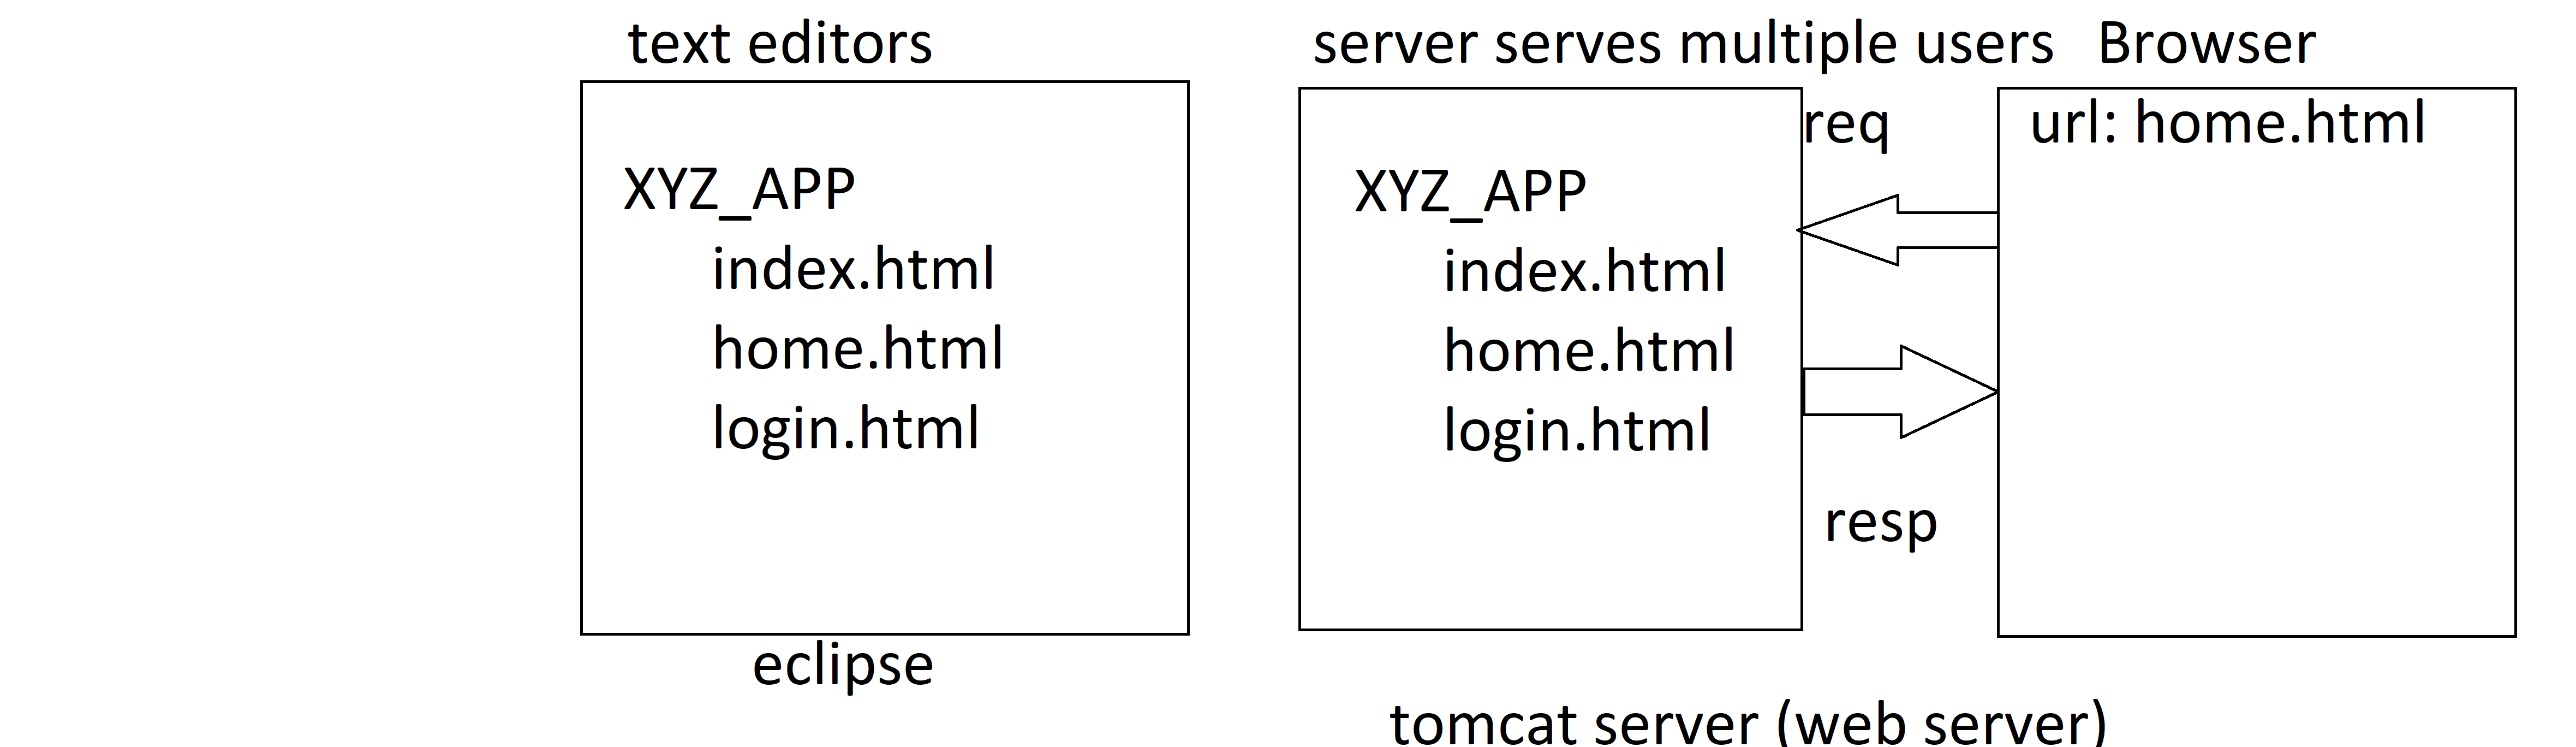 text editors
XYZ_APP
index.html
home.html
login.html
eclipse
server serves multiple users
XYZ_APP
index.html
home.html
login.html
tomcat server (web server)
req
resp
Browser
url: home.html